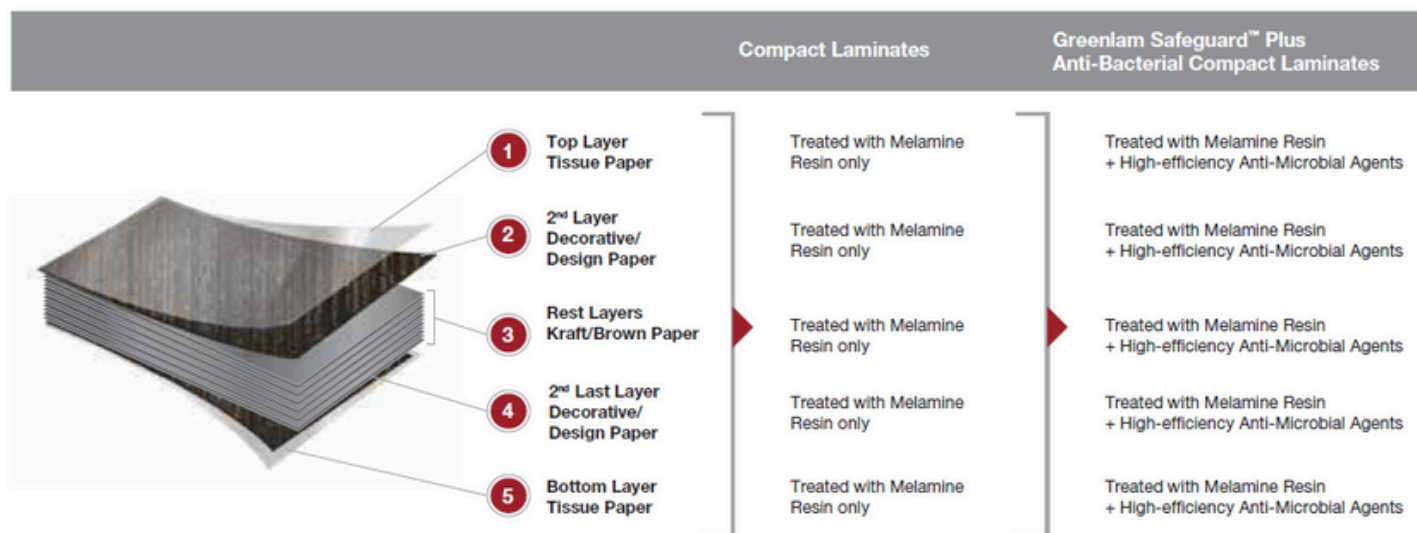 Compact Laminates
Greenlam Safeguard™ Plus
Anti-Bacterial Compact Laminates
1
Top Layer
Tissue Paper
Treated with Melamine
Resin only
Treated with Melamine Resin
+ High-efficiency Anti-Microbial Agents
2
2nd Layer
Decorative/
Design Paper
Treated with Melamine
Resin only
Treated with Melamine Resin
+ High-efficiency Anti-Microbial Agents
3
Rest Layers
Kraft/Brown Paper
Treated with Melamine
Resin only
Treated with Melamine Resin
+ High-efficiency Anti-Microbial Agents
4
2nd Last Layer
Decorative/
Design Paper
Treated with Melamine
Resin only
Treated with Melamine Resin
+ High-efficiency Anti-Microbial Agents
5
Bottom Layer
Tissue Paper
Treated with Melamine
Resin only
Treated with Melamine Resin
+ High-efficiency Anti-Microbial Agents